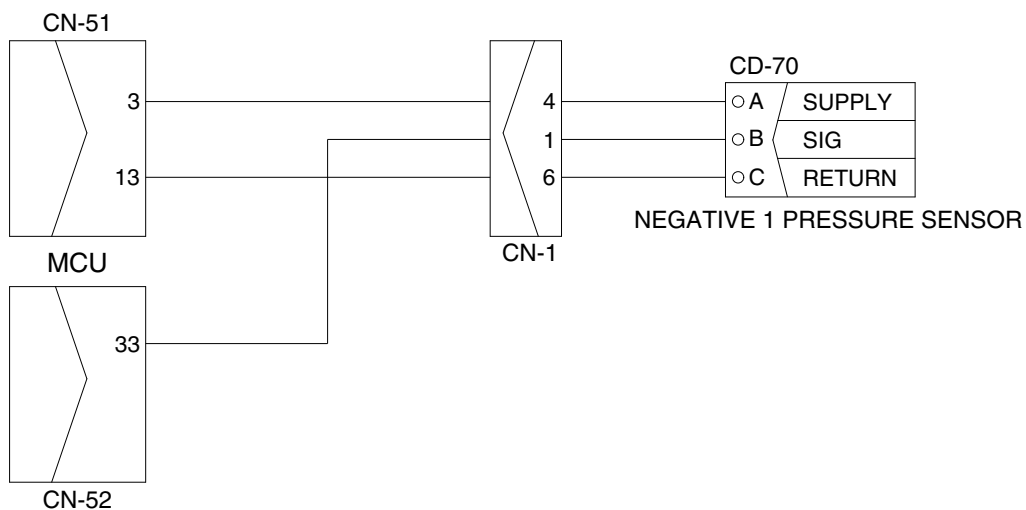 CN-51
3
13
MCU
33
CN-52
4
1
6
CN-1
CD-70
A SUPPLY
B SIG
C RETURN
NEGATIVE 1 PRESSURE SENSOR